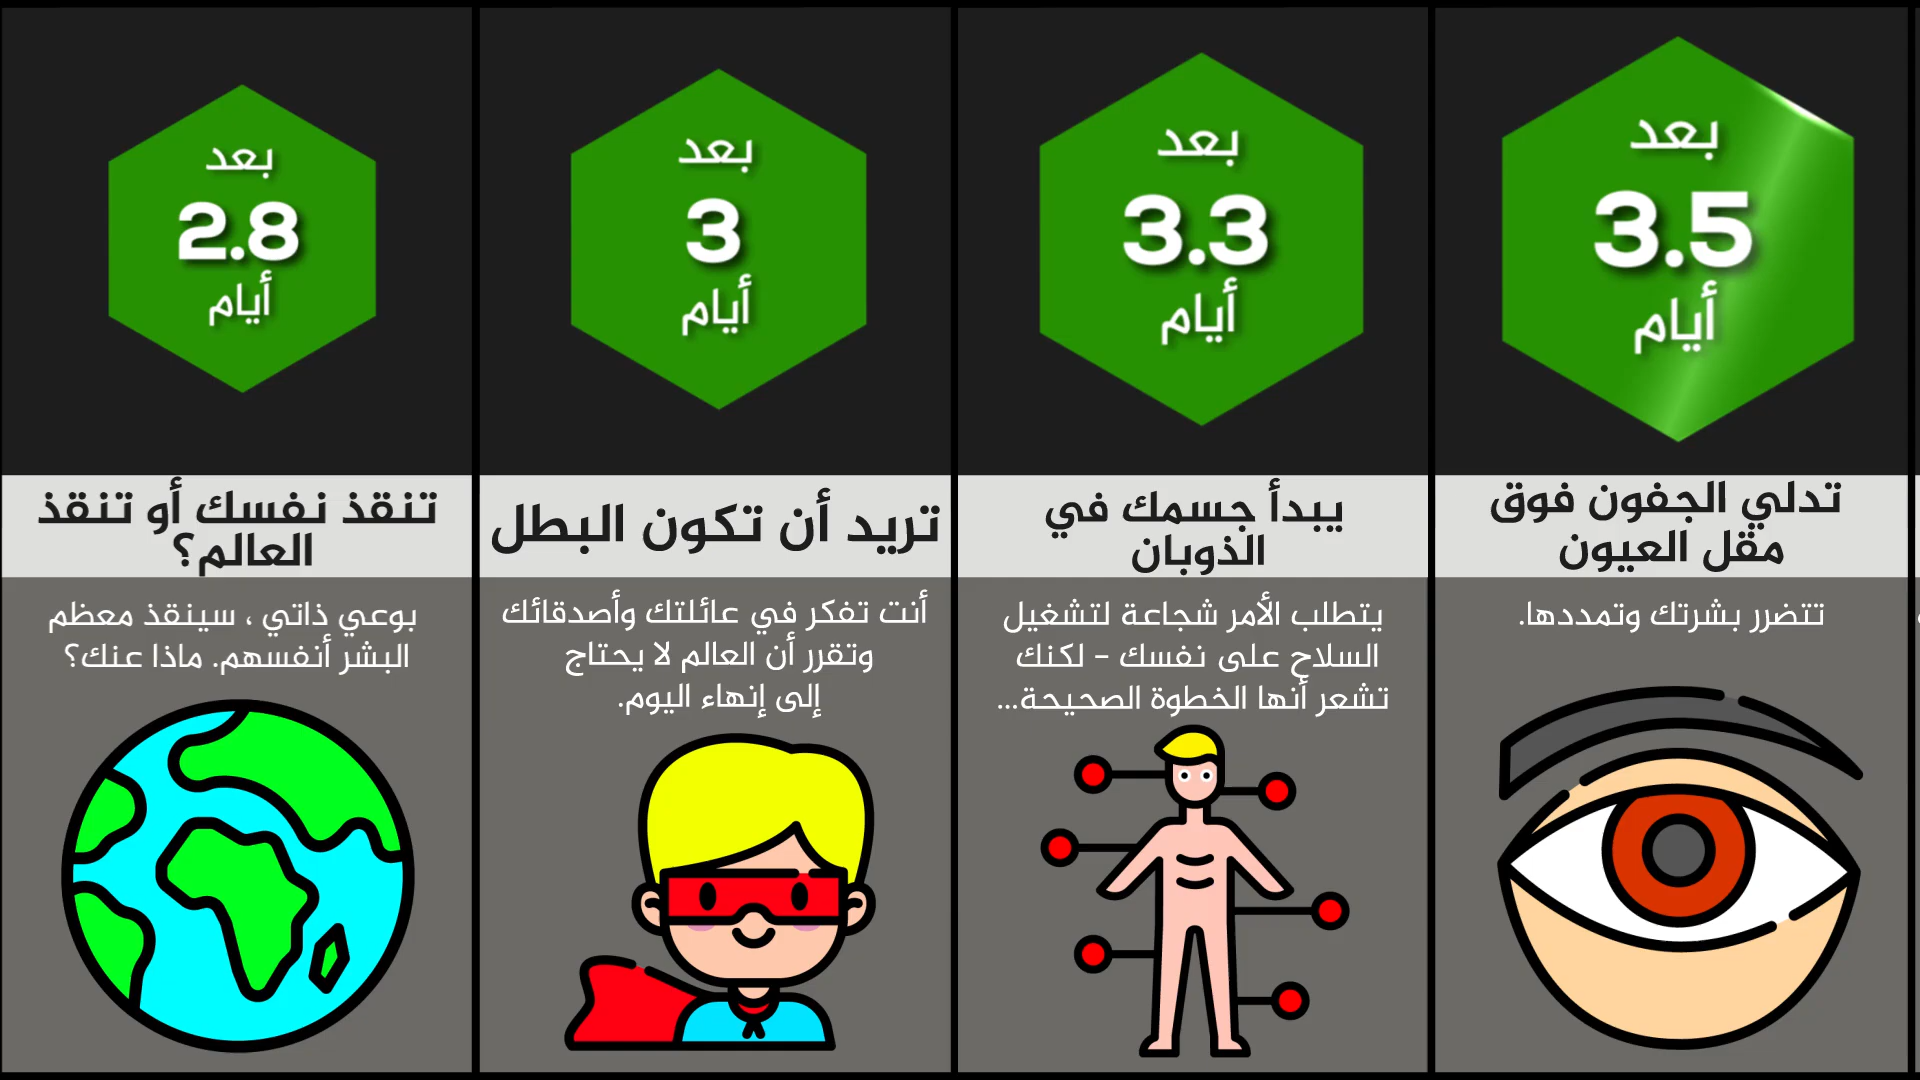 بعد
2.8
أيام
تنقذ نفسك أو تنقذ
العالم؟
بوعي ذاتي ، سينقذ معظم
البشر أنفسهم. ماذا عنك؟
بعد
3
أيام
تريد أن تكون البطل
أنت تفكر في عائلتك وأصدقائك
وتقرر أن العالم لا يحتاج
إلى إنهاء اليوم.
بعد
3.3
أيام
يبدأ جسمك في
الذوبان
يتطلب الأمر شجاعة لتشغيل
السلاح على نفسك - لكنك
تشعر أنها الخطوة الصحيحة...
بعد
3.5
أيام
تدلي الجفون فوق
مقل العيون
تتضرر بشرتك وتمددها.